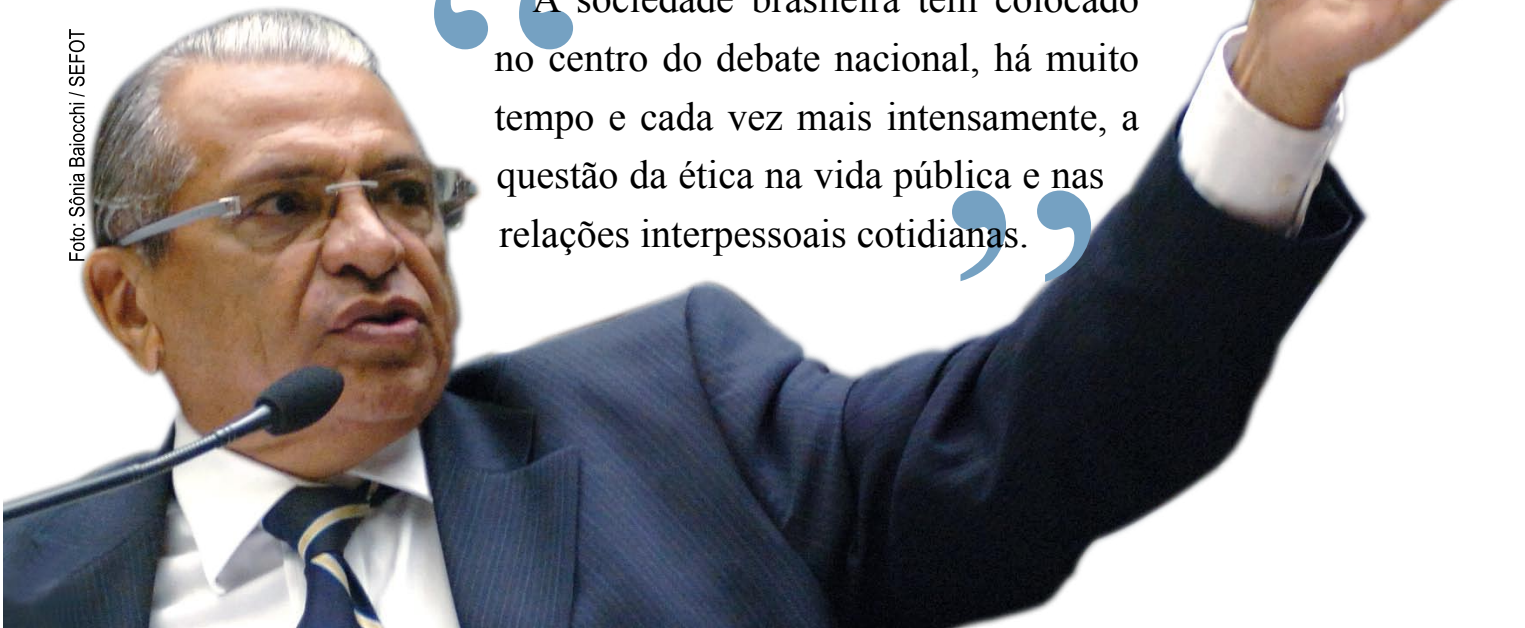 A sociedade brasileira tem colocado
no centro do debate nacional, há muito
tempo e cada vez mais intensamente, a
questão da ética na vida pública e nas
relações interpessoais cotidianas.
Foto: Sônia Baiocchi / SEFOT